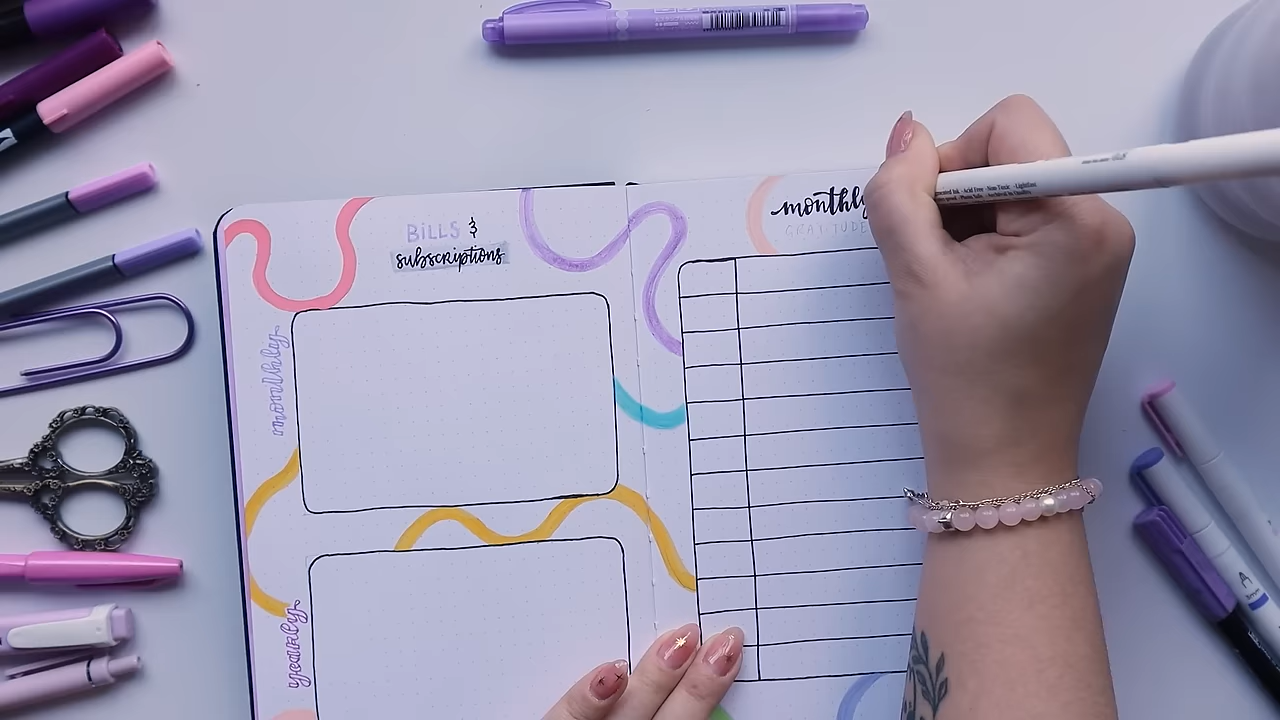 BILLS &
subscriptions
monthly
yearly
monthly
GRATITUDE